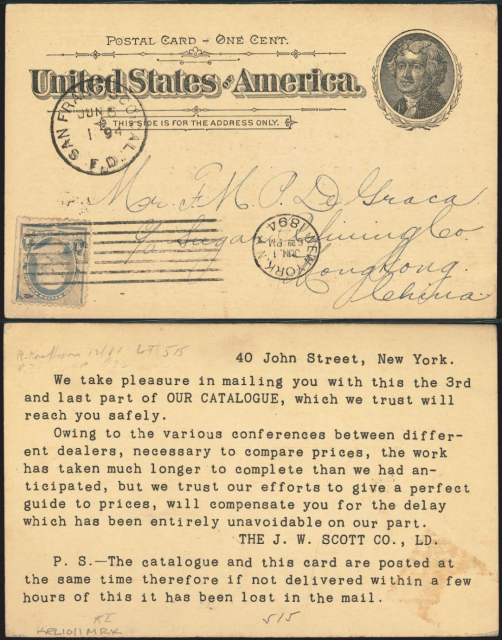 POSTAL CARD – ONE CENT.
United States of America.
THIS SIDE IS FOR THE ADDRESS ONLY.
SAN FRANCISCO, CAL.
JUN 6
1 94
F.D.
Mr. F. M. P. De Graca
c/o Sugar Refining Co
Hongkong.
China
NEW YORK, N.Y.
JUN 1
6 30 PM
1894
40 John Street, New York.
We take pleasure in mailing you with this the 3rd
and last part of OUR CATALOGUE, which we trust will
reach you safely.
Owing to the various conferences between differ-
ent dealers, necessary to compare prices, the work
has taken much longer to complete than we had an-
ticipated, but we trust our efforts to give a perfect
guide to prices, will compensate you for the delay
which has been entirely unavoidable on our part.
THE J. W. SCOTT CO., LD.
P. S.—The catalogue and this card are posted at
the same time therefore if not delivered within a few
hours of this it has been lost in the mail.
515